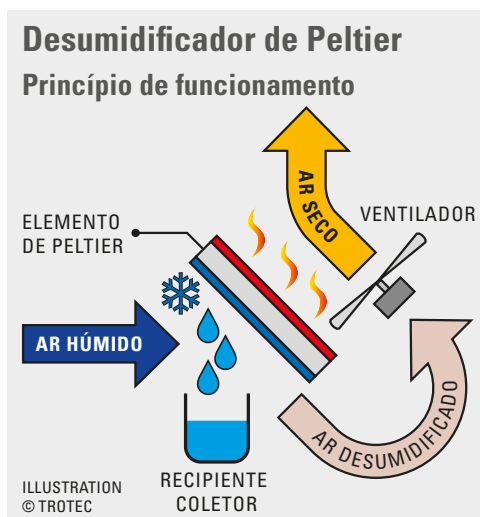 Desumidificador de Peltier
Princípio de funcionamento
AR SECO
VENTILADOR
ELEMENTO
DE PELTIER
AR HÚMIDO
AR DESUMIDIFICADO
RECIPIENTE
COLETOR
ILLUSTRATION
© TROTEC